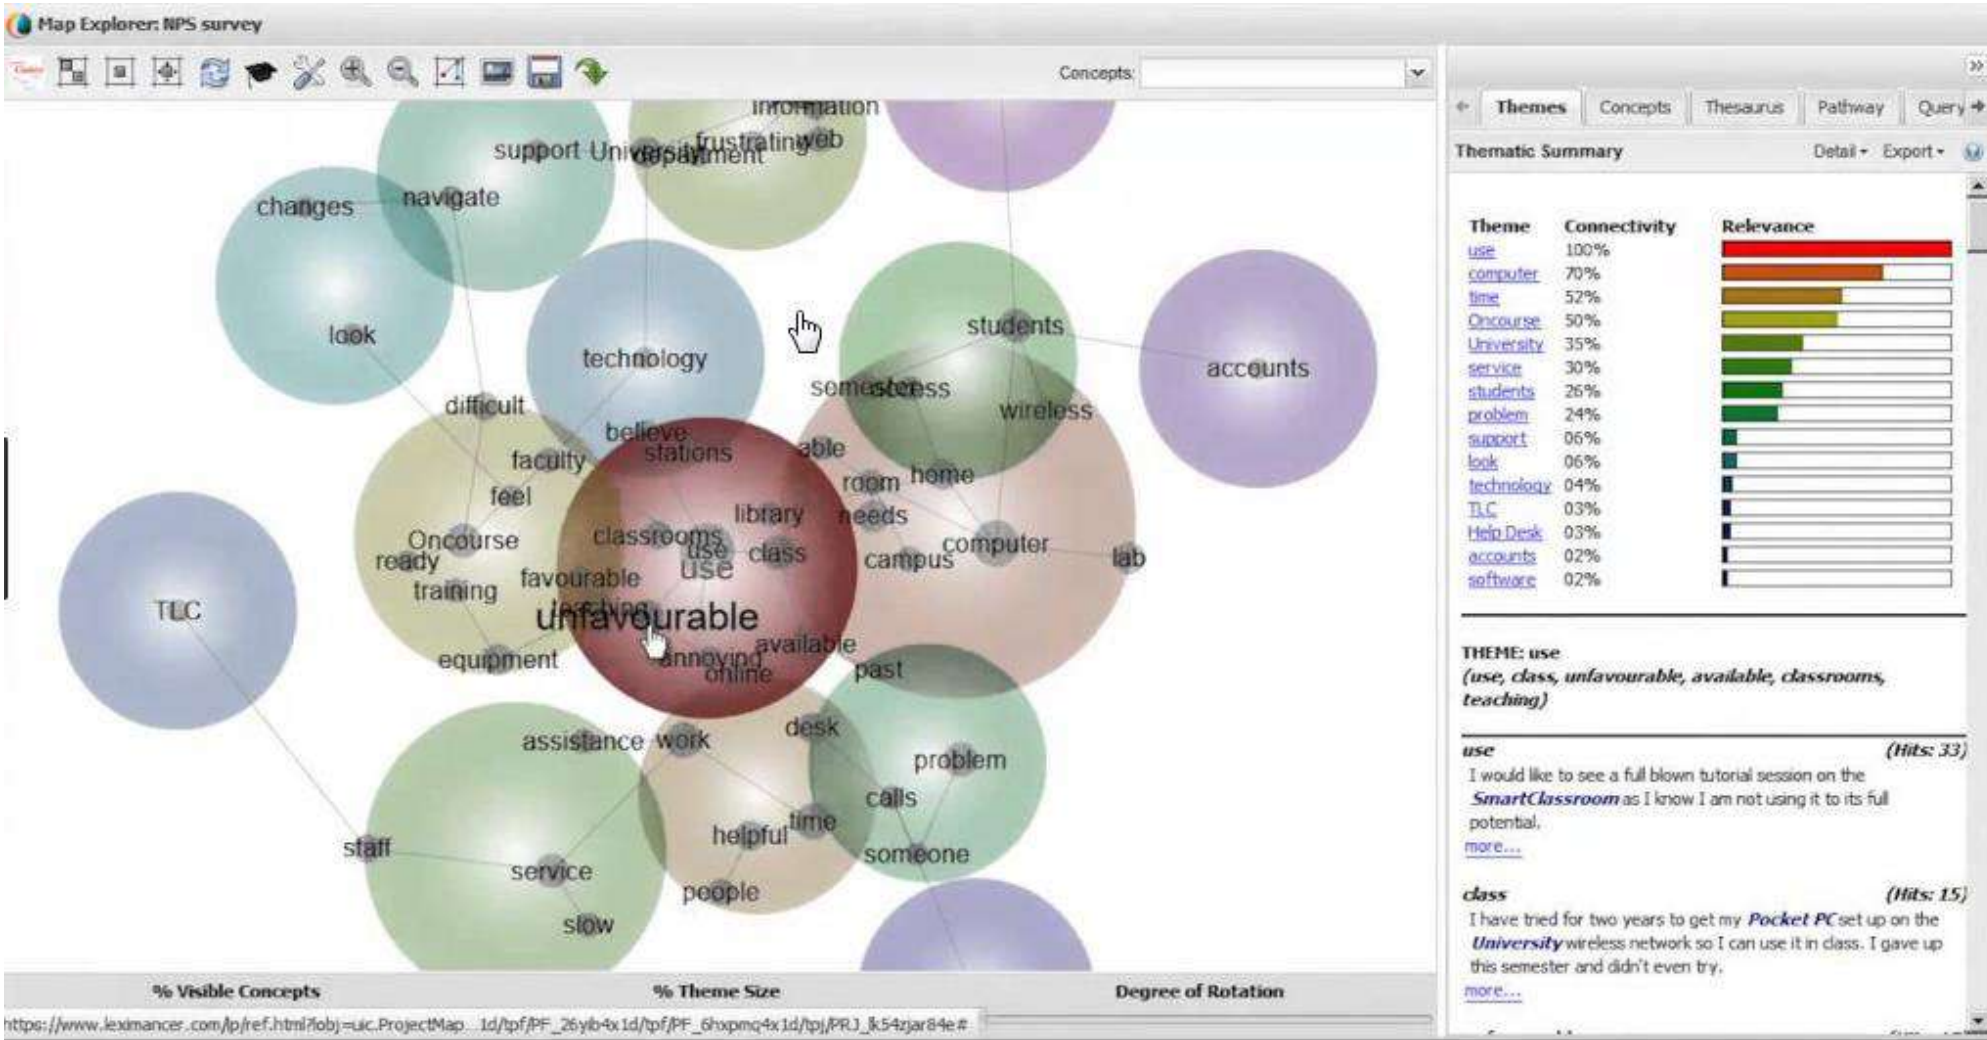 Map Explorer: NPS survey
Concepts:
Themes Concepts Thesaurus Pathway Query
Thematic Summary Detail Export
Theme Connectivity Relevance
use 100%
computer 70%
time 52%
Oncourse 50%
University 35%
service 30%
students 26%
problem 24%
support 06%
look 06%
technology 04%
TLC 03%
Help Desk 03%
accounts 02%
software 02%
THEME: use
(use, class, unfavourable, available, classrooms,
teaching)
use (Hits: 33)
I would like to see a full blown tutorial session on the
SmartClassroom as I know I am not using it to its full
potential.
more...
class (Hits: 15)
I have tried for two years to get my Pocket PC set up on the
University wireless network so I can use it in class. I gave up
this semester and didn't even try.
more...
information
support University frustrating web
department
changes navigate
students
look
technology
accounts
difficult
semester access
wireless
believe
stations
able
faculty
room home
feel
library
needs
classrooms
Oncourse
use class
computer
ready
campus
lab
use
favourable
training
teaching
TLC
unfavourable
available
equipment
annoying
online
past
desk
assistance work
problem
calls
helpful time
staff
someone
service
people
slow
% Visible Concepts % Theme Size Degree of Rotation